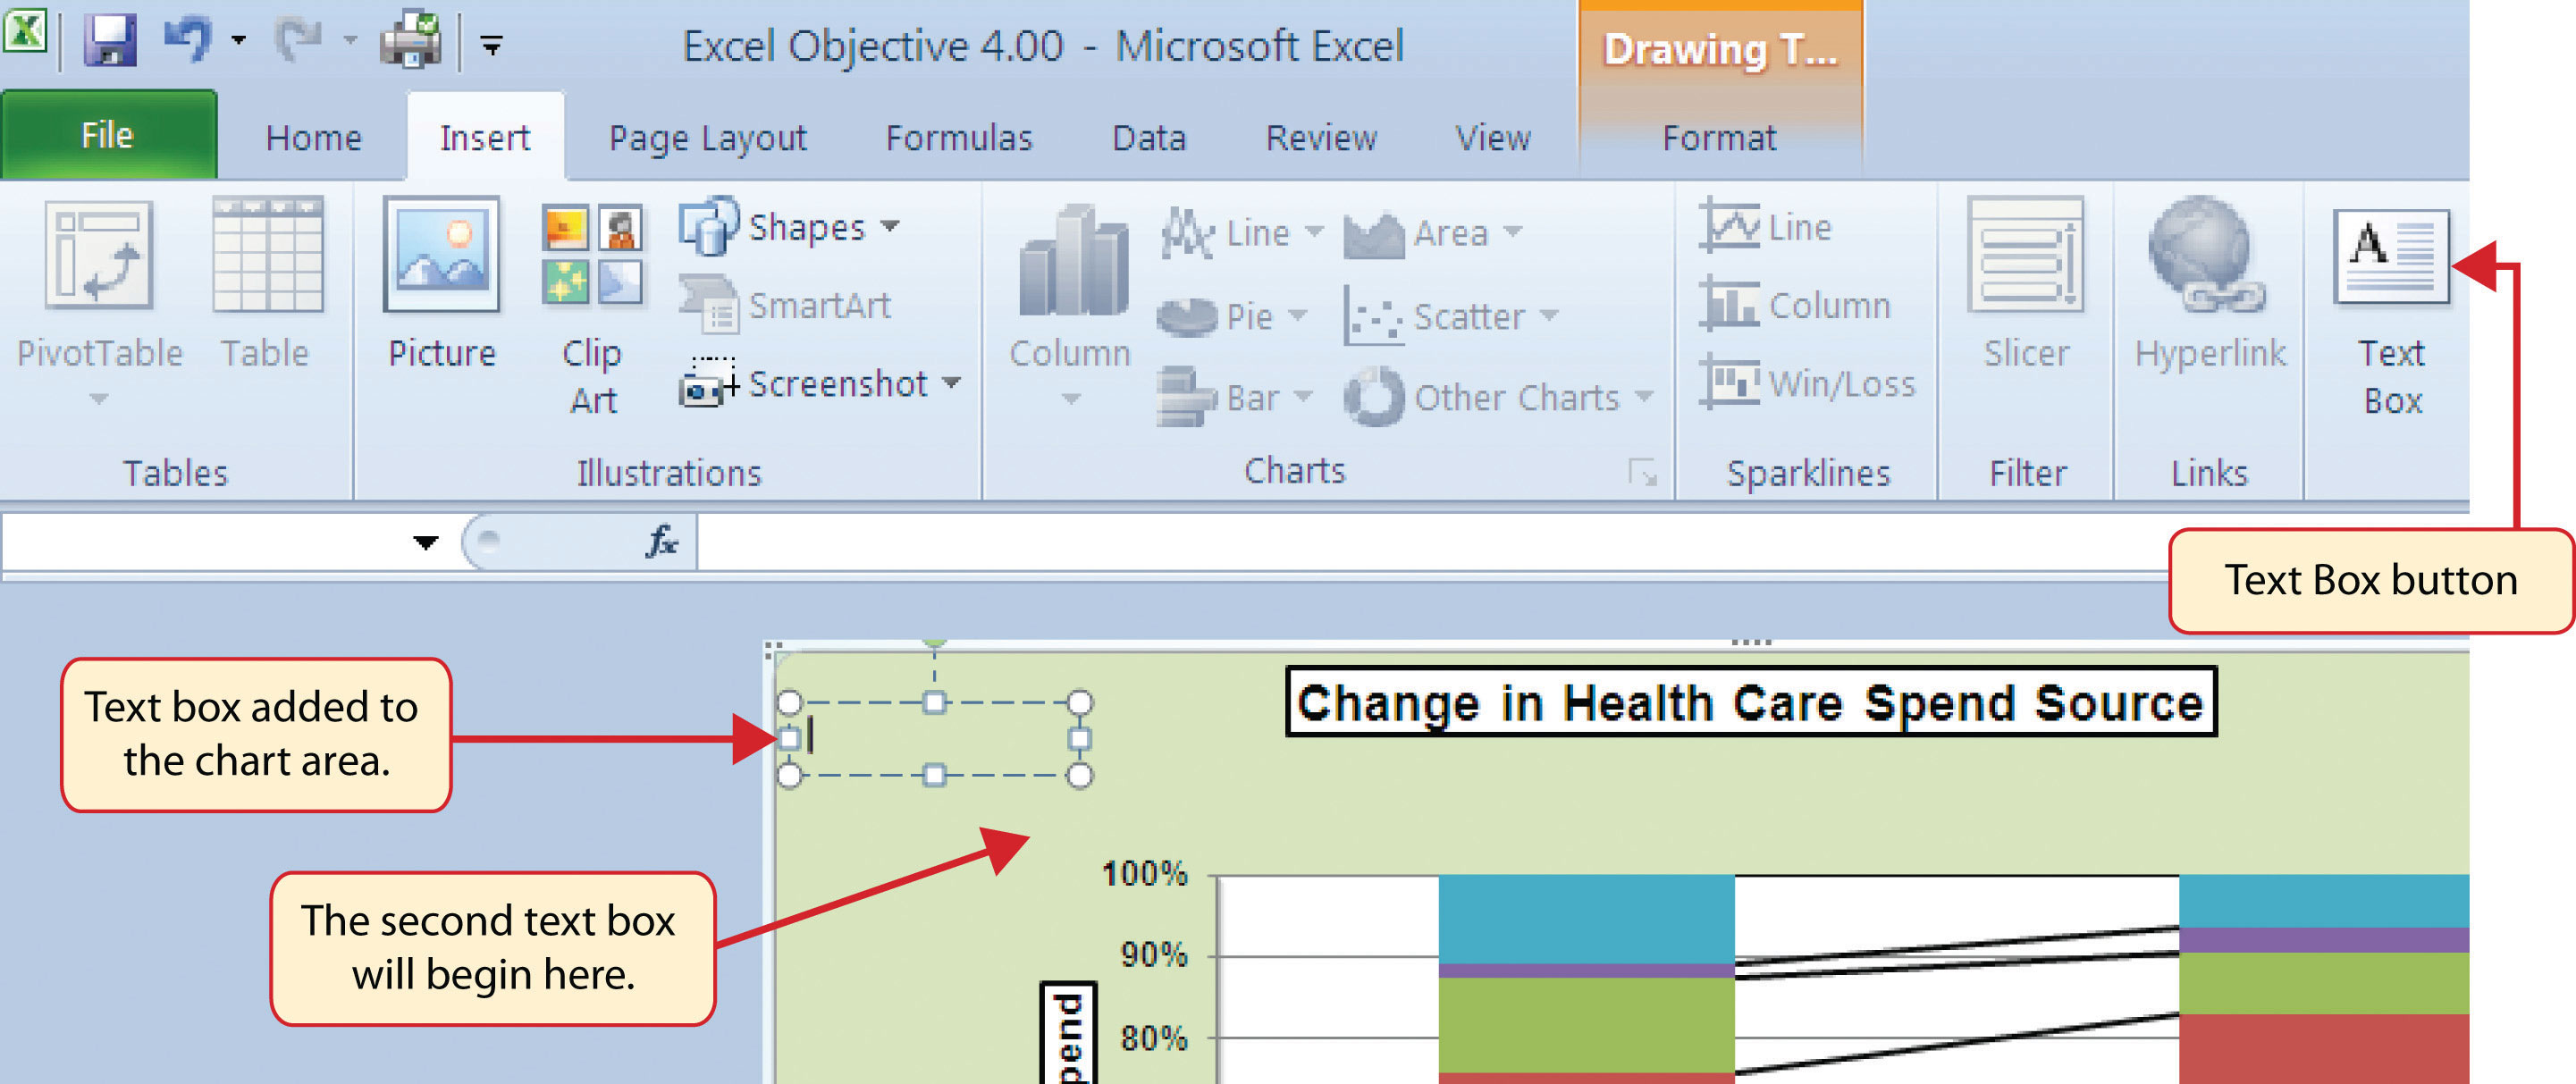 Excel Objective 4.00 - Microsoft Excel
Drawing T...
File
Home
Insert
Page Layout
Formulas
Data
Review
View
Format
PivotTable
Table
Tables
Picture
Clip
Art
Shapes
SmartArt
Screenshot
Illustrations
Column
Line
Pie
Bar
Area
Scatter
Other Charts
Charts
Line
Column
Win/Loss
Sparklines
Slicer
Filter
Hyperlink
Links
A
Text
Box
fx
Text Box button
Text box added to
the chart area.
Change in Health Care Spend Source
The second text box
will begin here.
100%
90%
80%
pend